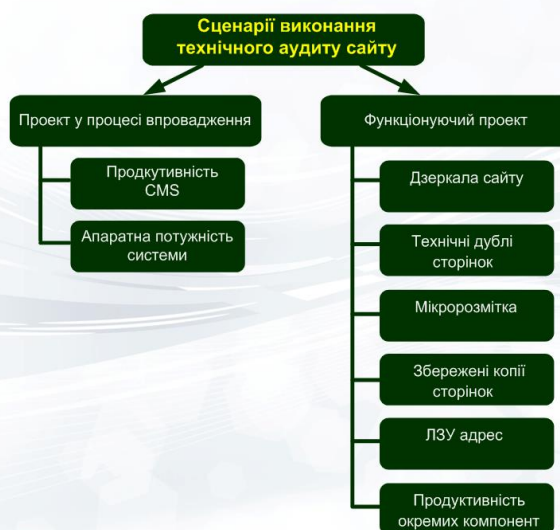 Сценарії виконання
технічного аудиту сайту
Проект у процесі впровадження
Функціонуючий проект
Продкутивність
CMS
Апаратна потужність
системи
Дзеркала сайту
Технічні дублі
сторінок
Мікророзмітка
Збережені копії
сторінок
ЛЗУ адрес
Продуктивність
окремих компонент